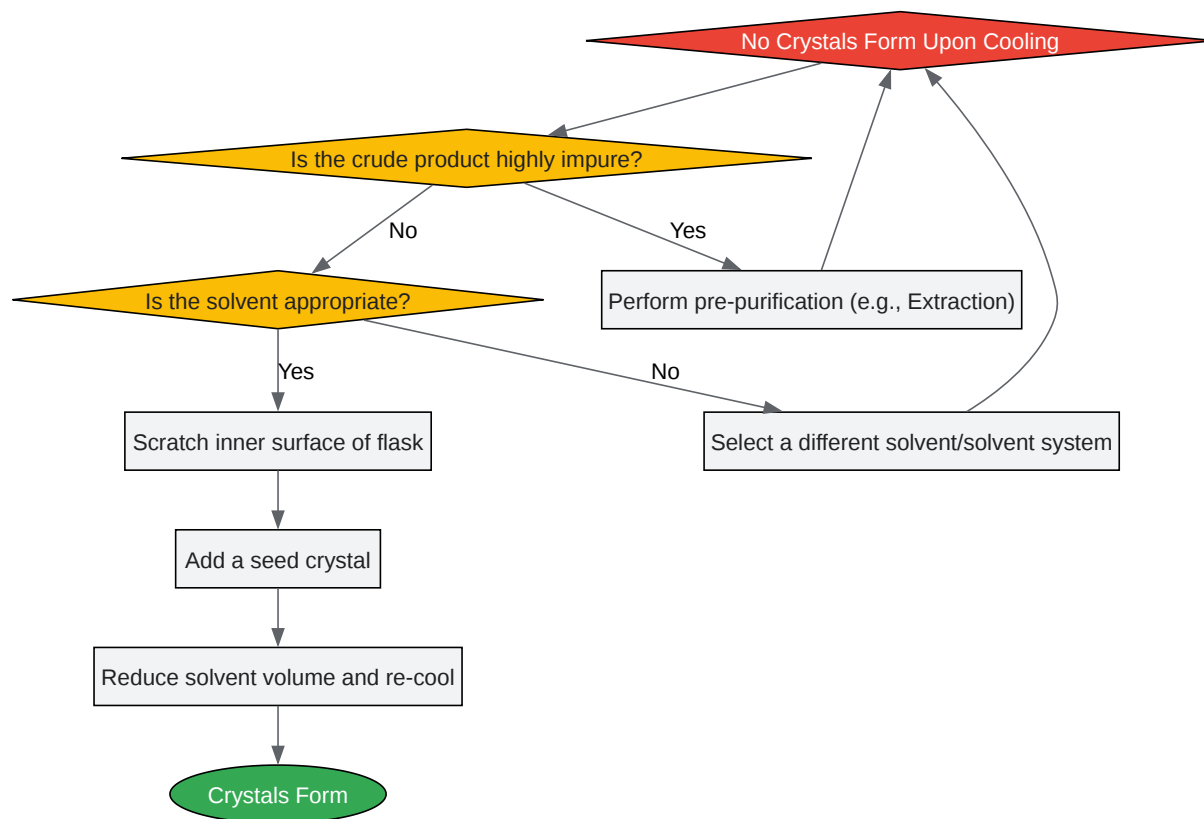 No Crystals Form Upon Cooling
Is the crude product highly impure?
No
Yes
Is the solvent appropriate?
Perform pre-purification (e.g., Extraction)
Yes
No
Scratch inner surface of flask
Select a different solvent/solvent system
Add a seed crystal
Reduce solvent volume and re-cool
Crystals Form